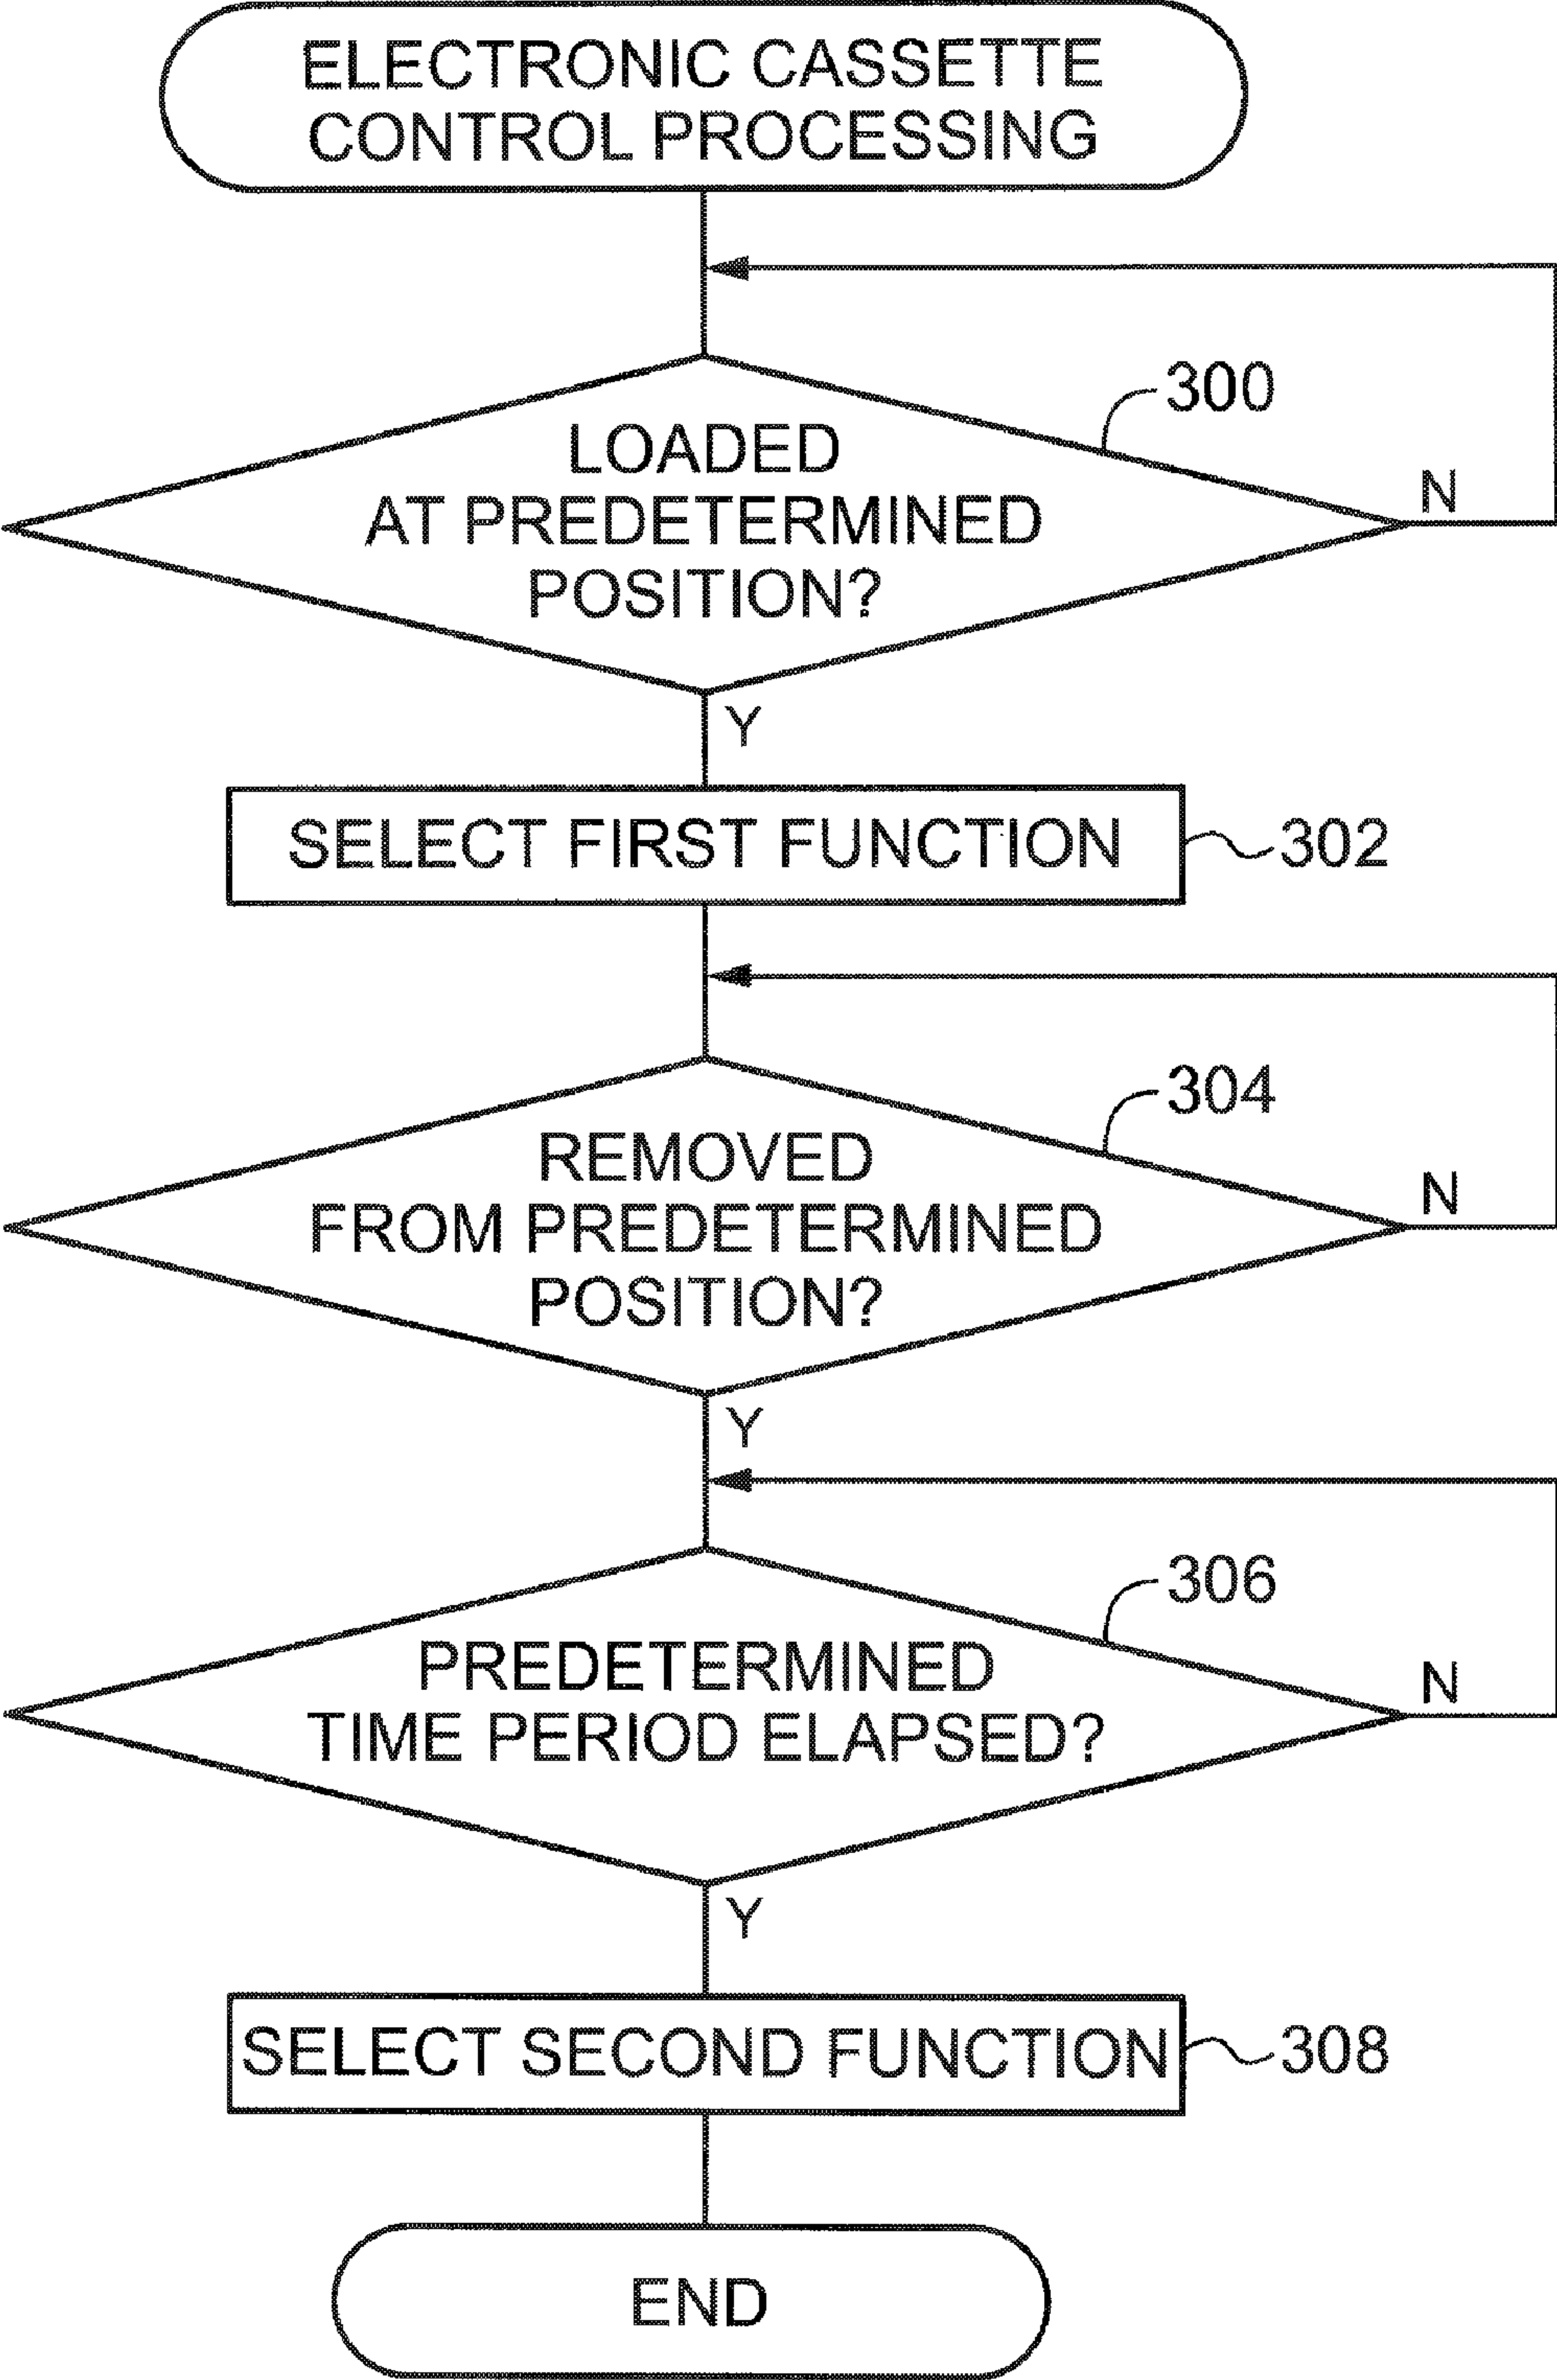 ELECTRONIC CASSETTE
CONTROL PROCESSING
300
LOADED
AT PREDETERMINED
POSITION?
N
Y
SELECT FIRST FUNCTION
302
304
REMOVED
FROM PREDETERMINED
POSITION?
N
Y
306
PREDETERMINED
TIME PERIOD ELAPSED?
N
Y
SELECT SECOND FUNCTION
308
END